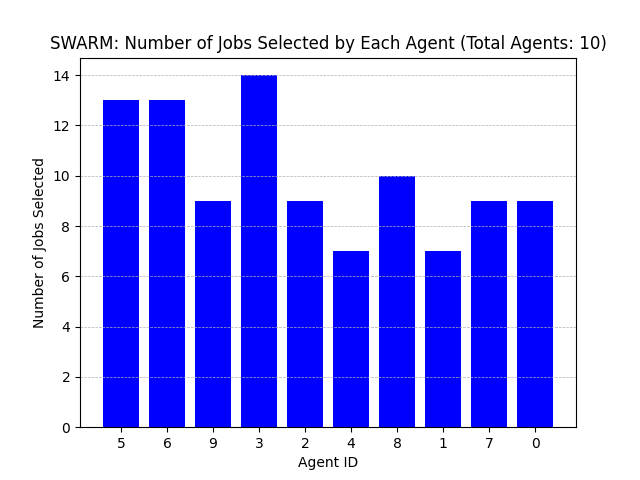 SWARM: Number of Jobs Selected by Each Agent (Total Agents: 10)
14
12
10
8
6
4
2
0
Number of Jobs Selected
5 6 9 3 2 4 8 1 7 0
Agent ID